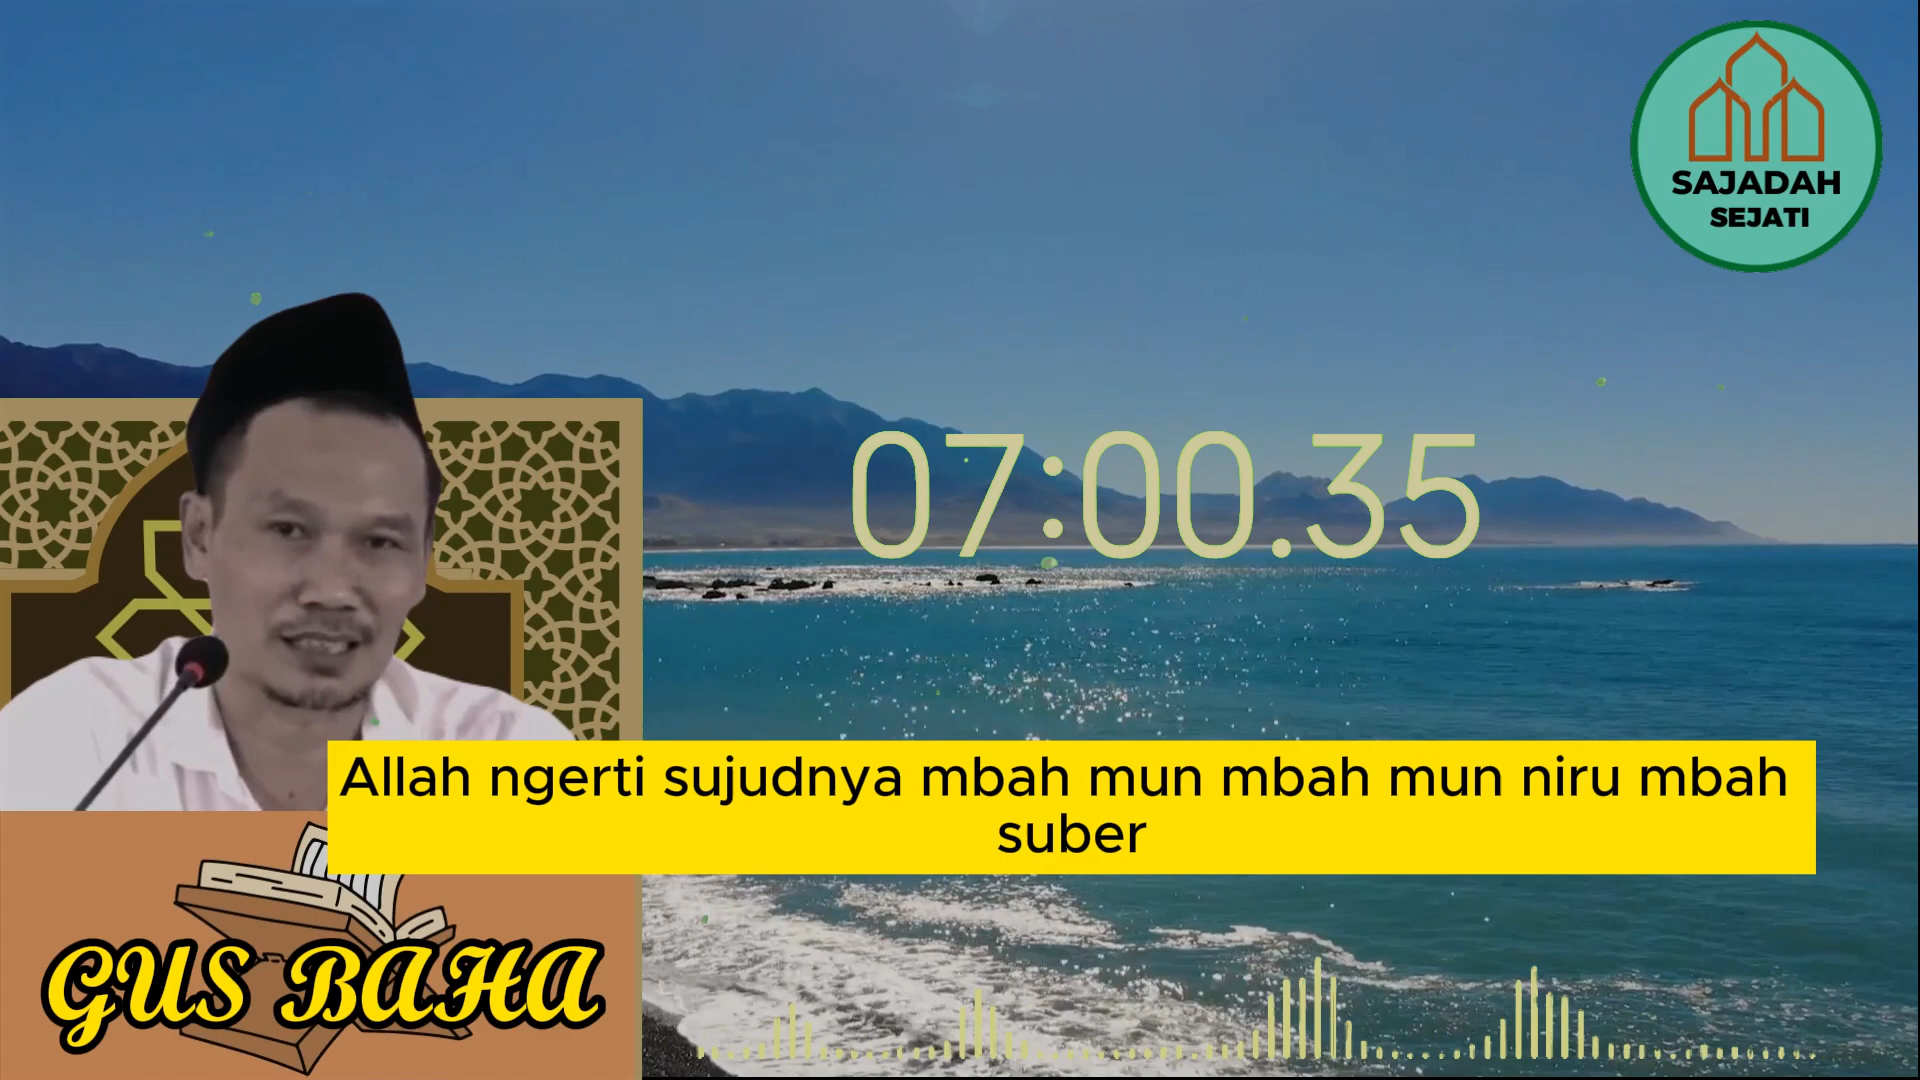 SAJADAH
SEJATI
07:00.35
Allah ngerti sujudnya mbah mun mbah mun niru mbah
suber
GUS BAHA